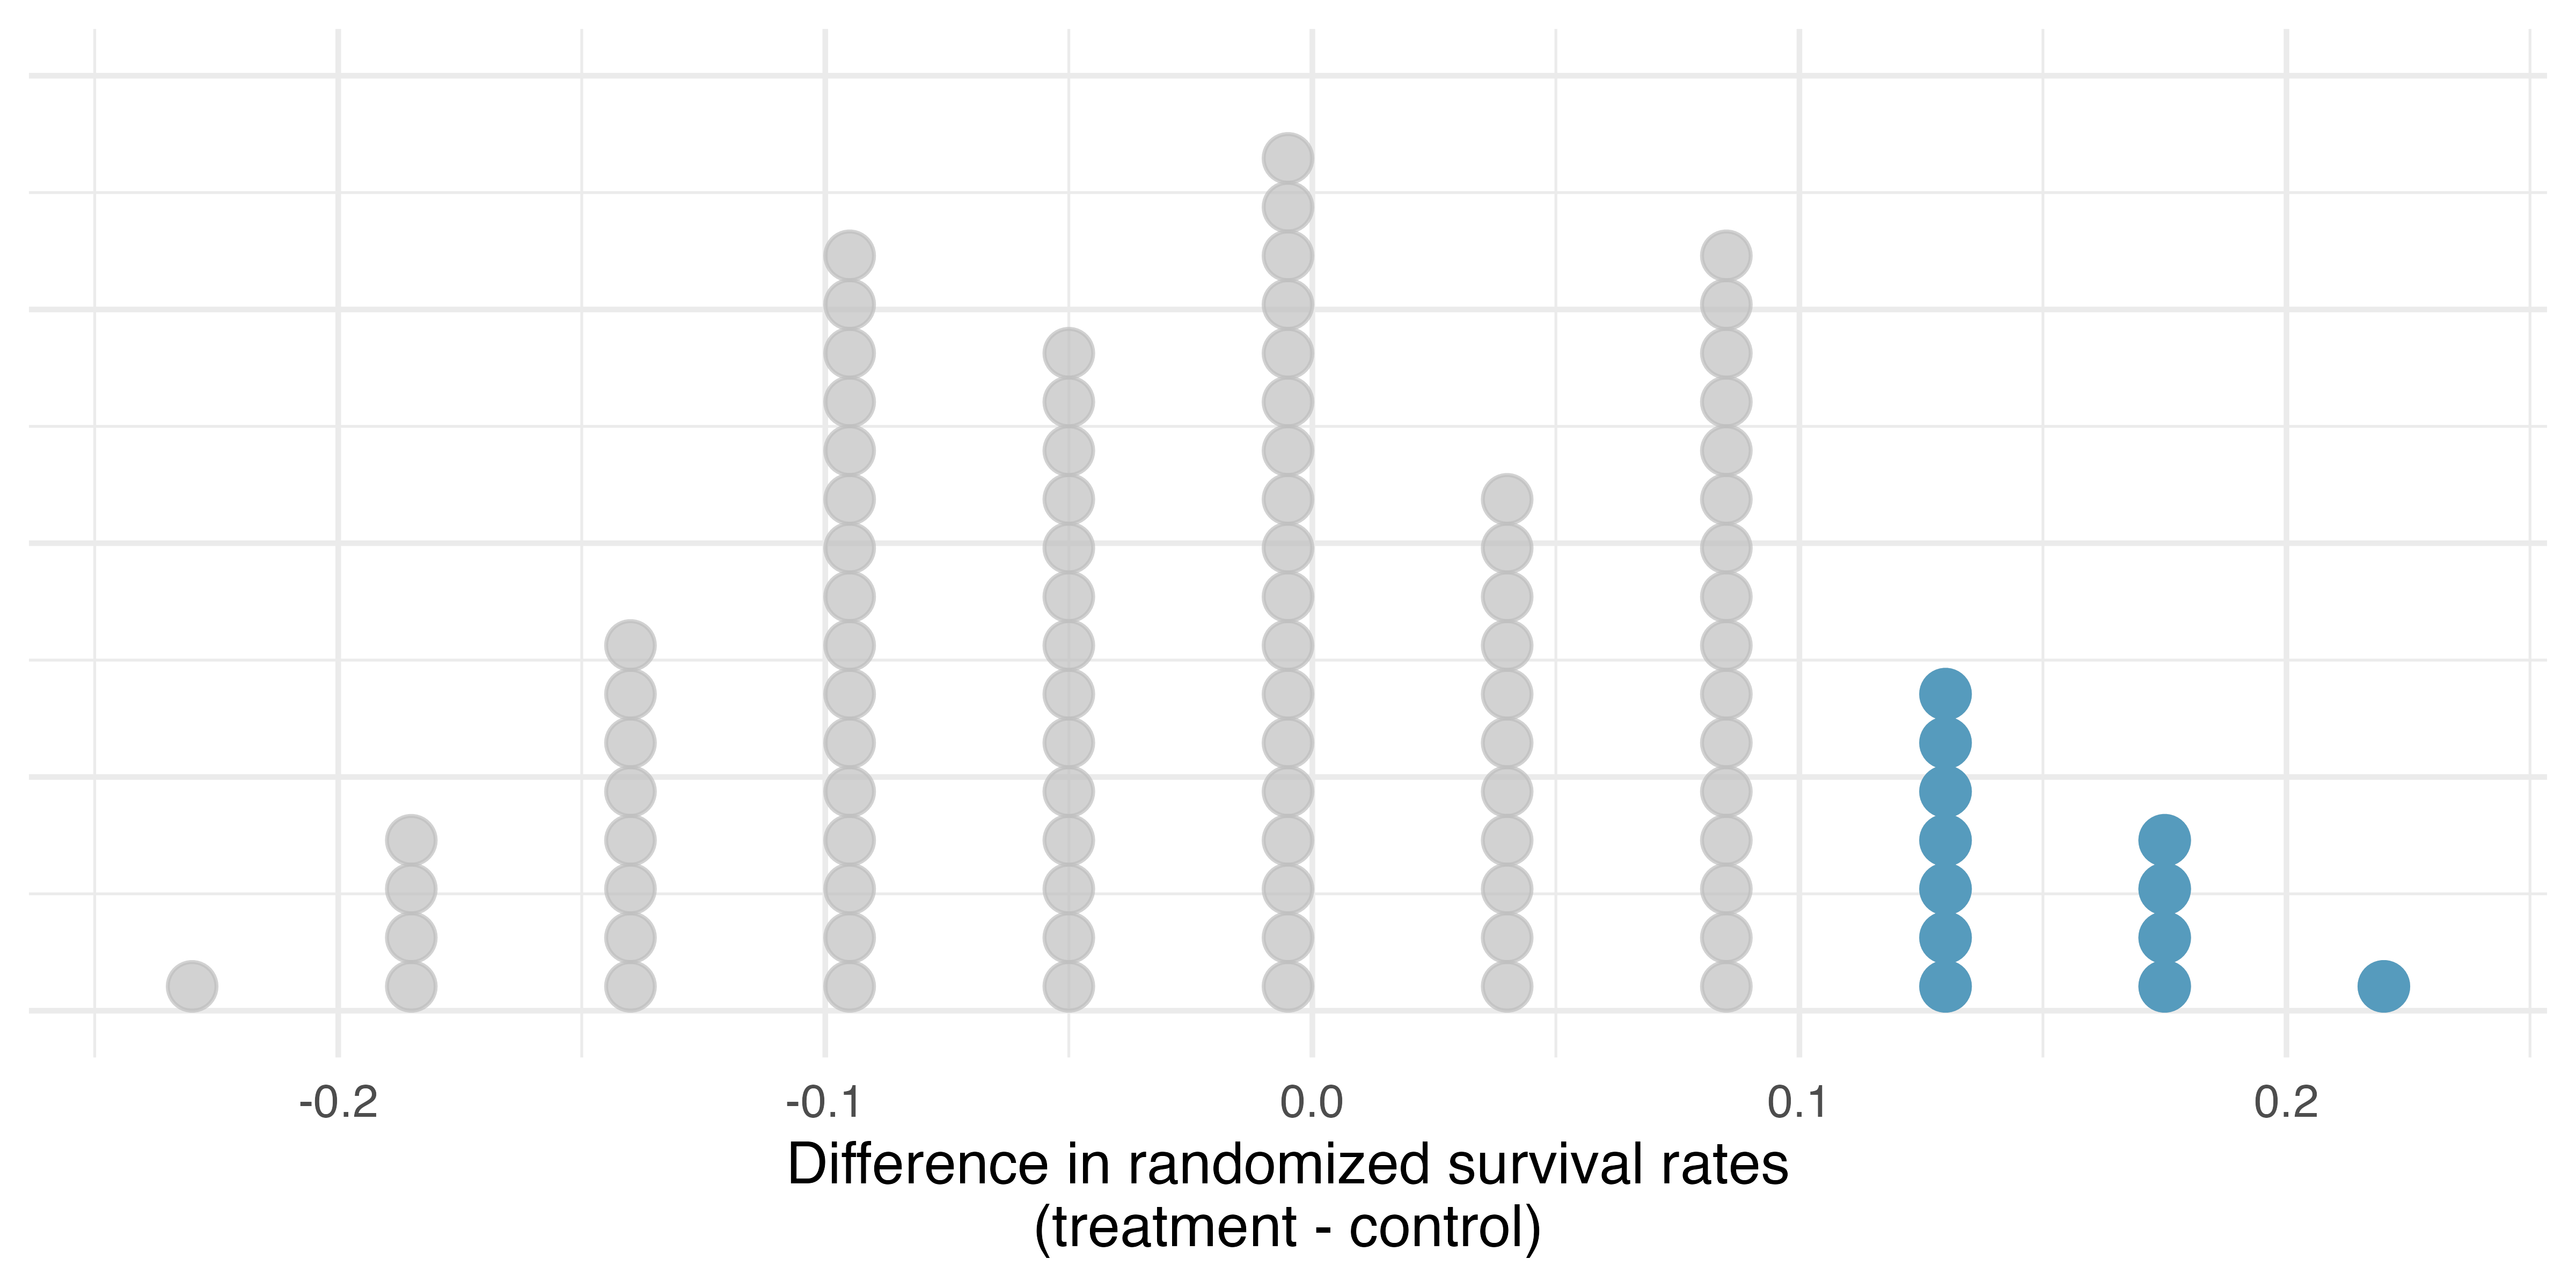 -0.2 -0.1 0.0 0.1 0.2
Difference in randomized survival rates
(treatment - control)